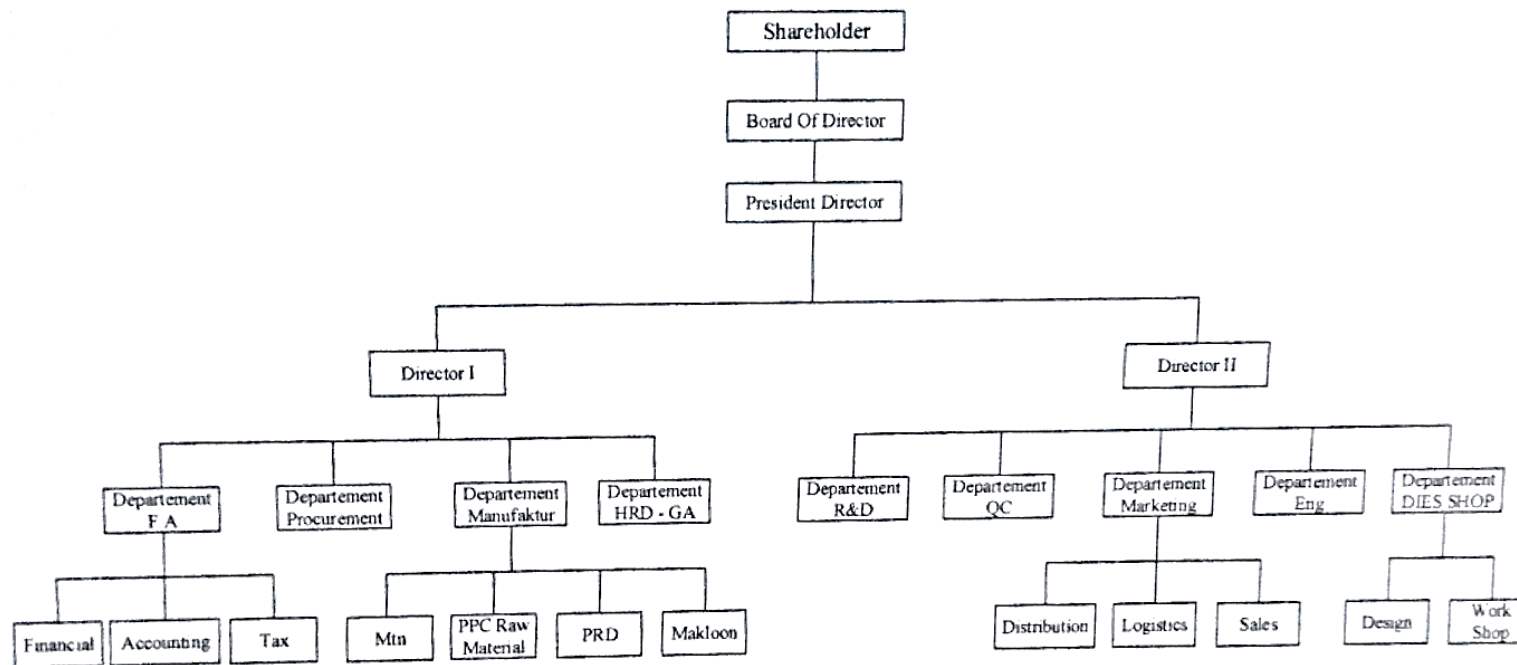 Shareholder
Board Of Director
President Director
Director I
Director II
Departement
F A
Departement
Procurement
Departement
Manufaktur
Departement
HRD - GA
Departement
R&D
Departement
QC
Departement
Marketing
Departement
Eng
Departement
DIES SHOP
Financial
Accounting
Tax
Mtn
PPC Raw
Material
PRD
Makloon
Distribution
Logistics
Sales
Design
Work
Shop